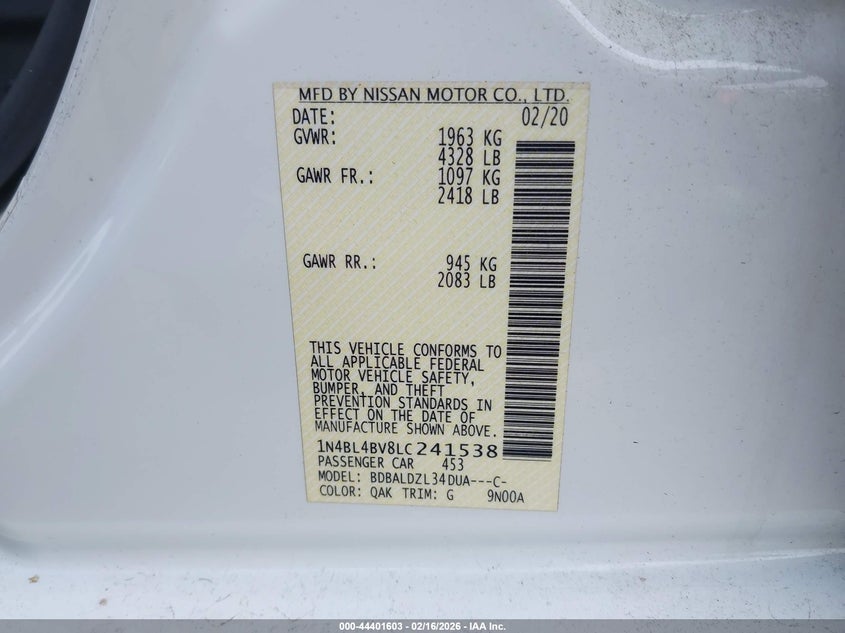 MFD BY NISSAN MOTOR CO., LTD.
DATE: 02/20
GVWR: 1963 KG
4328 LB
GAWR FR.: 1097 KG
2418 LB
GAWR RR.: 945 KG
2083 LB
THIS VEHICLE CONFORMS TO
ALL APPLICABLE FEDERAL
MOTOR VEHICLE SAFETY,
BUMPER, AND THEFT
PREVENTION STANDARDS IN
EFFECT ON THE DATE OF
MANUFACTURE SHOWN ABOVE.
1N4BL4BV8LC241538
PASSENGER CAR 453
MODEL: BDBALDZL34DUA---C-
COLOR: QAK TRIM: G 9N00A
000-44401603 - 02/16/2026 - IAA Inc.